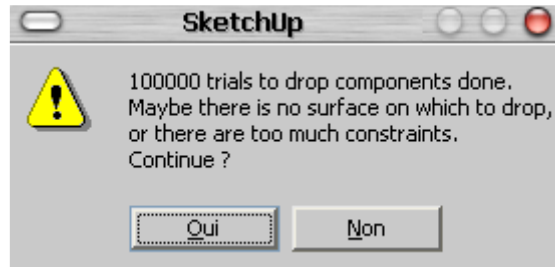 SketchUp
100000 trials to drop components done.
Maybe there is no surface on which to drop,
or there are too much constraints.
Continue ?
Oui
Non